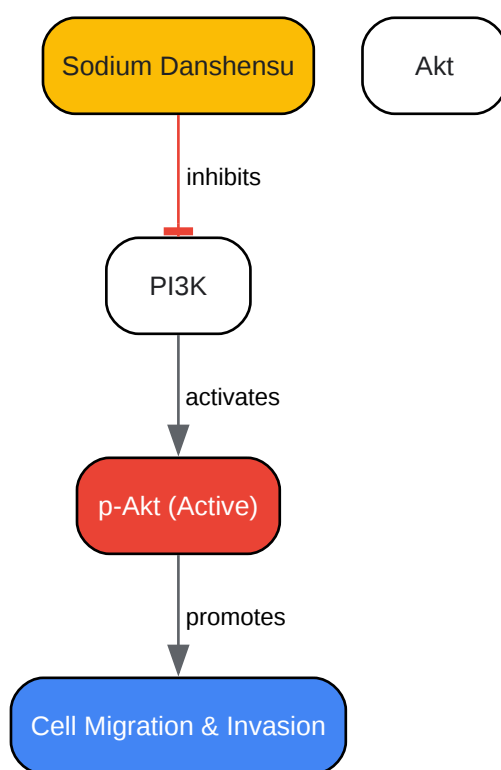 Sodium Danshensu
Akt
inhibits
PI3K
activates
p-Akt (Active)
promotes
Cell Migration & Invasion